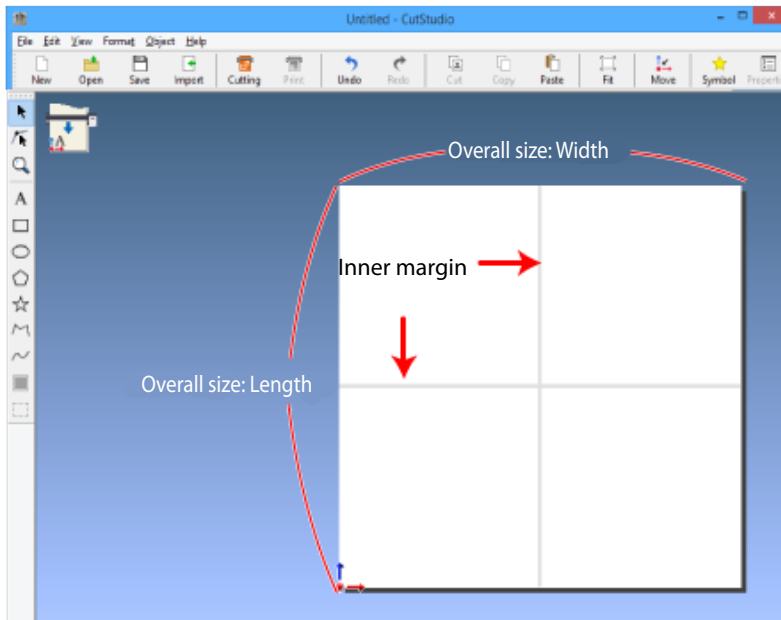 Untitled - CutStudio
File Edit View Format Object Help
New Open Save Import Cutting Print Undo Redo Cut Copy Paste Fit Move Symbol Properti
Overall size: Width
Inner margin
Overall size: Length
A
A